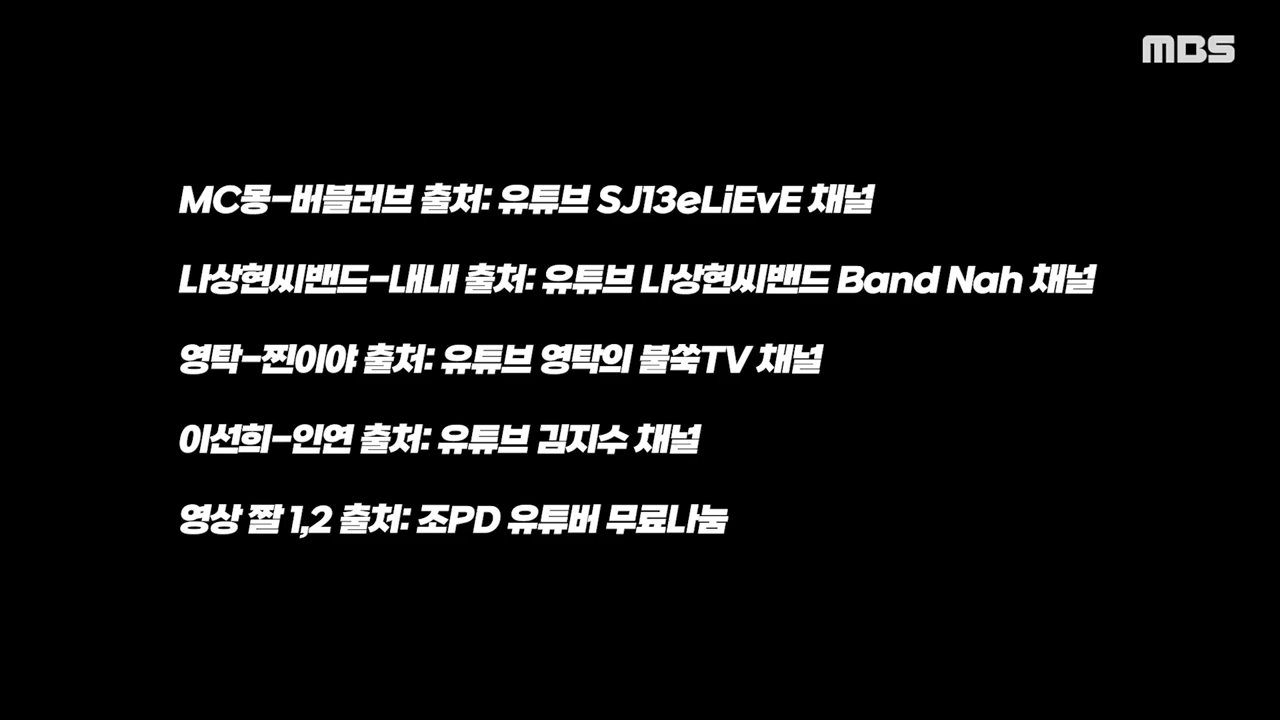 MBS
MC몽-버블러브 출처: 유튜브 SJ13eLiEvE 채널
나상현씨밴드-내내 출처: 유튜브 나상현씨밴드 Band Nah 채널
영탁-찐이야 출처: 유튜브 영탁의 불쑥TV 채널
이선희-인연 출처: 유튜브 김지수 채널
영상 짤 1,2 출처: 조PD 유튜버 무료나눔